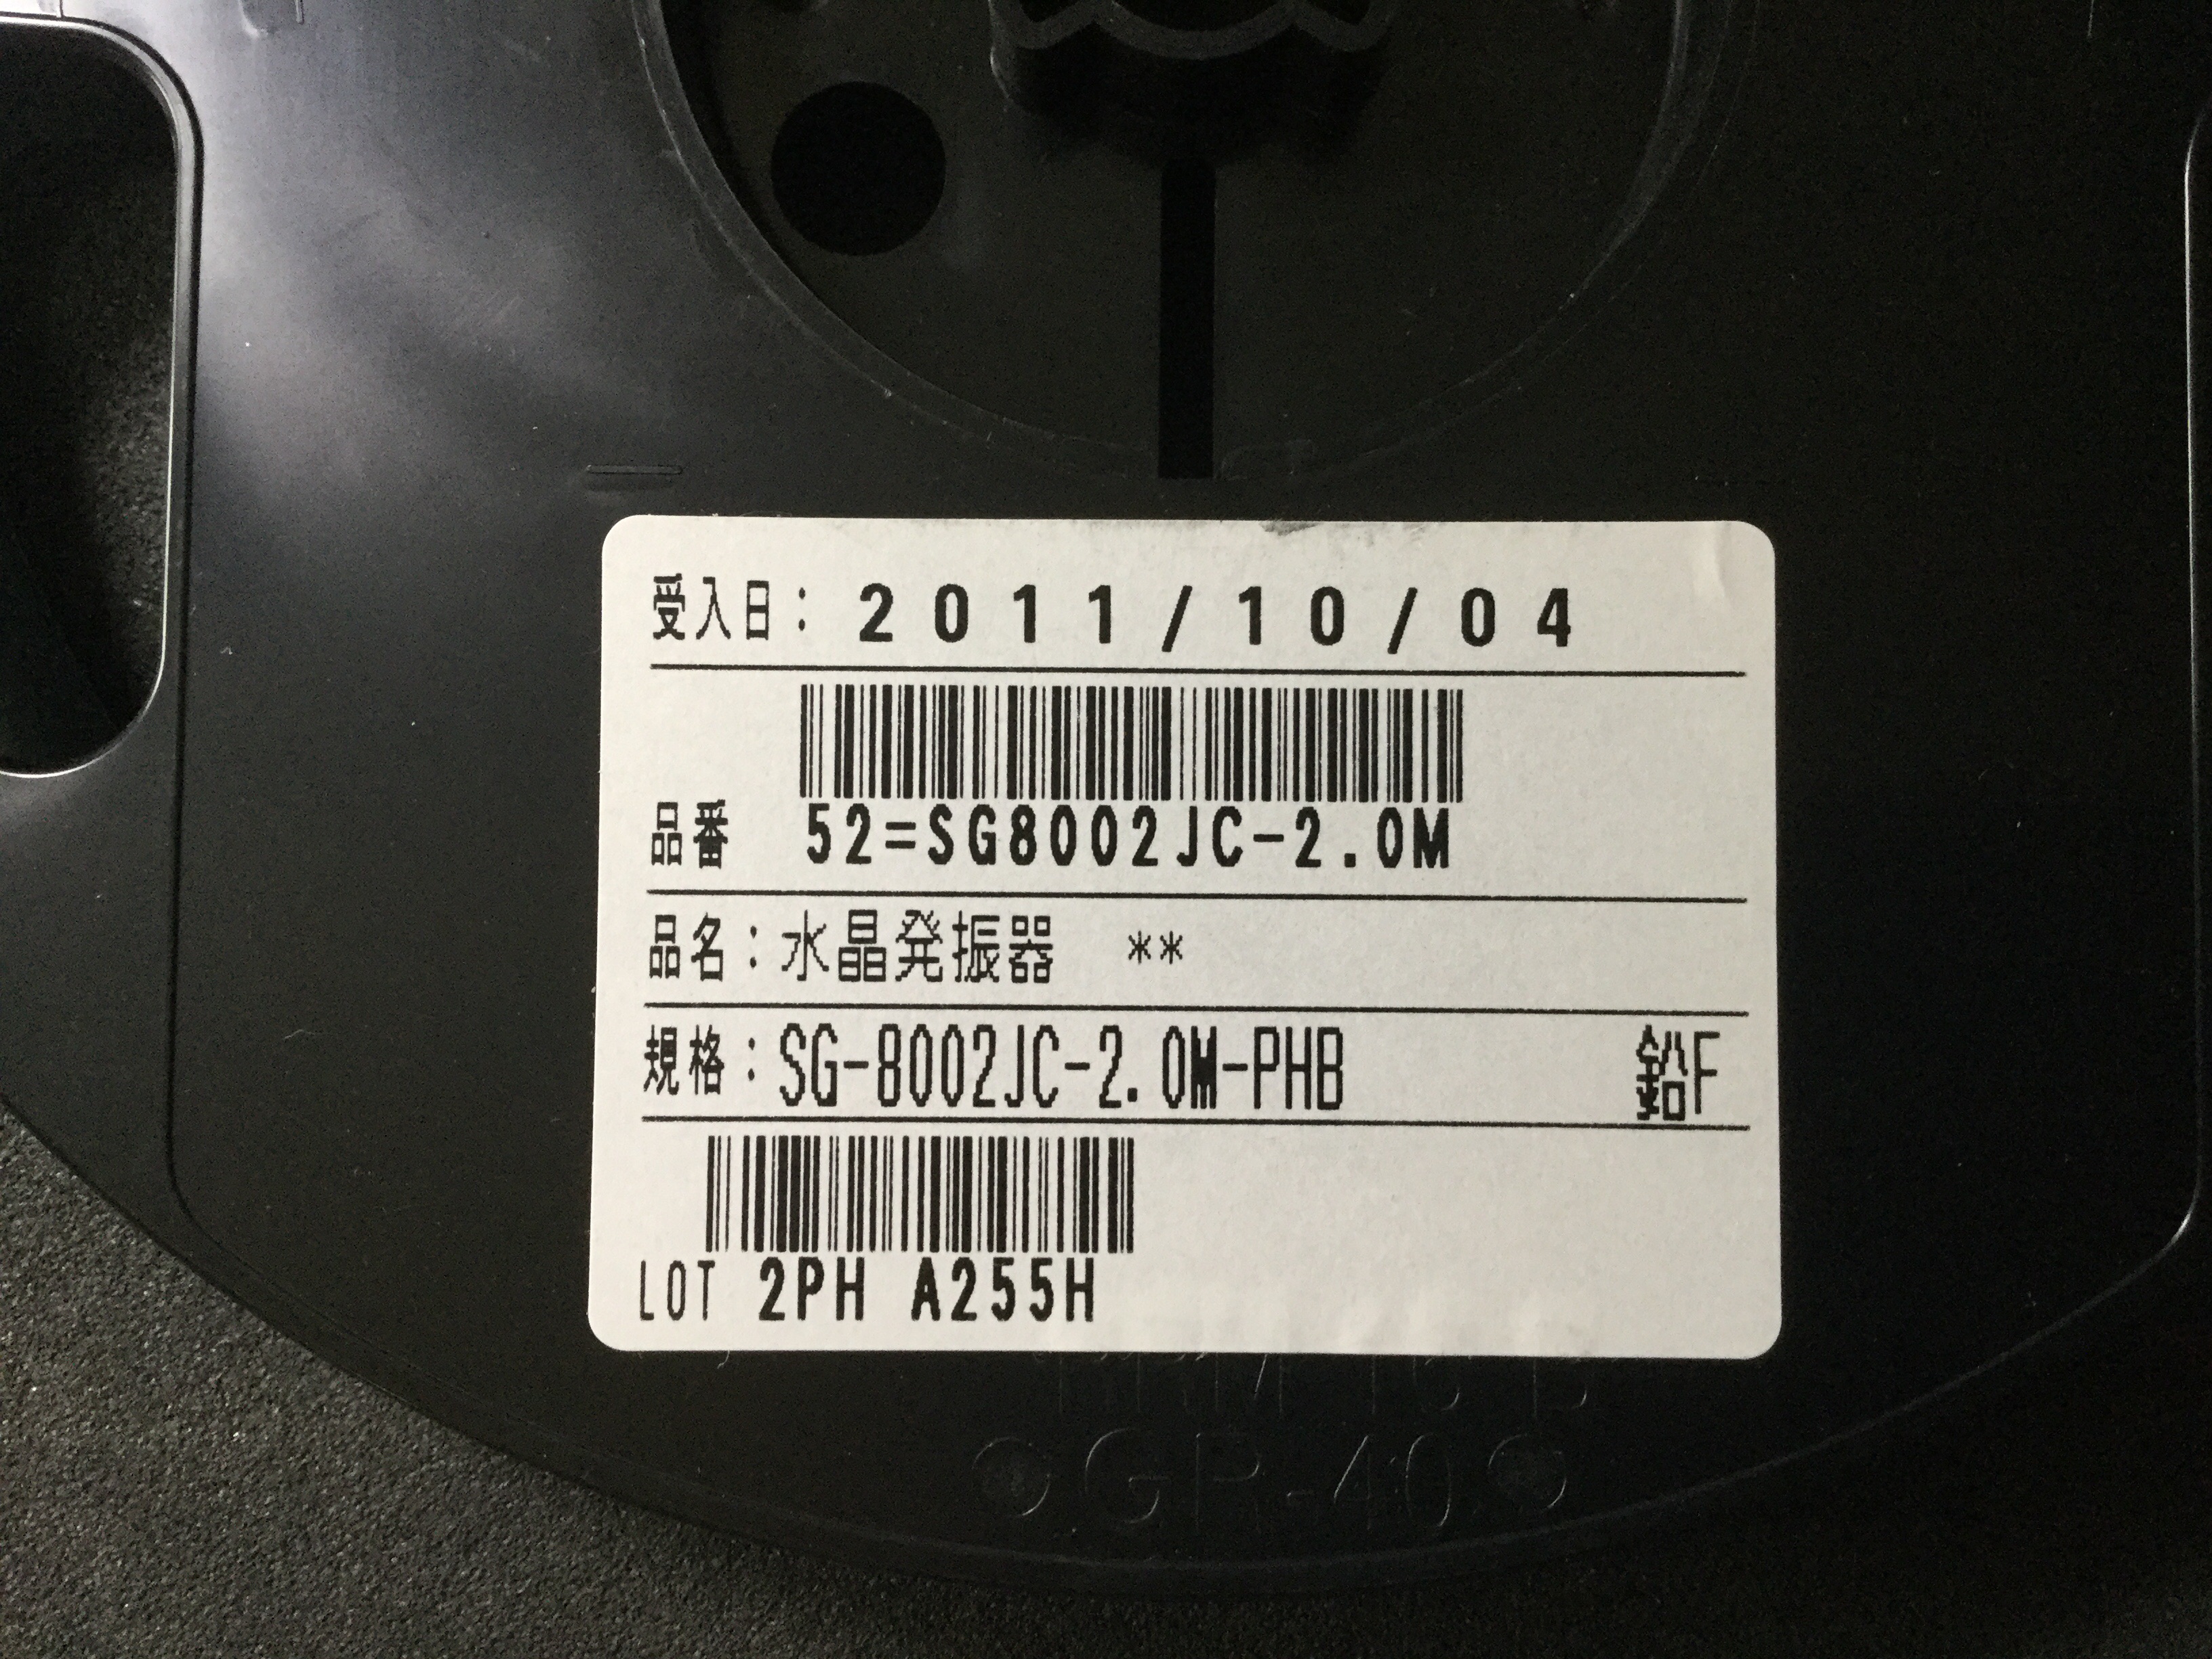 受入日：2011/10/04
品番 52=SG8002JC-2.0M
品名：水晶発振器 **
規格：SG-8002JC-2.0M-PHB 鉛F
LOT 2PH A255H
GR-40